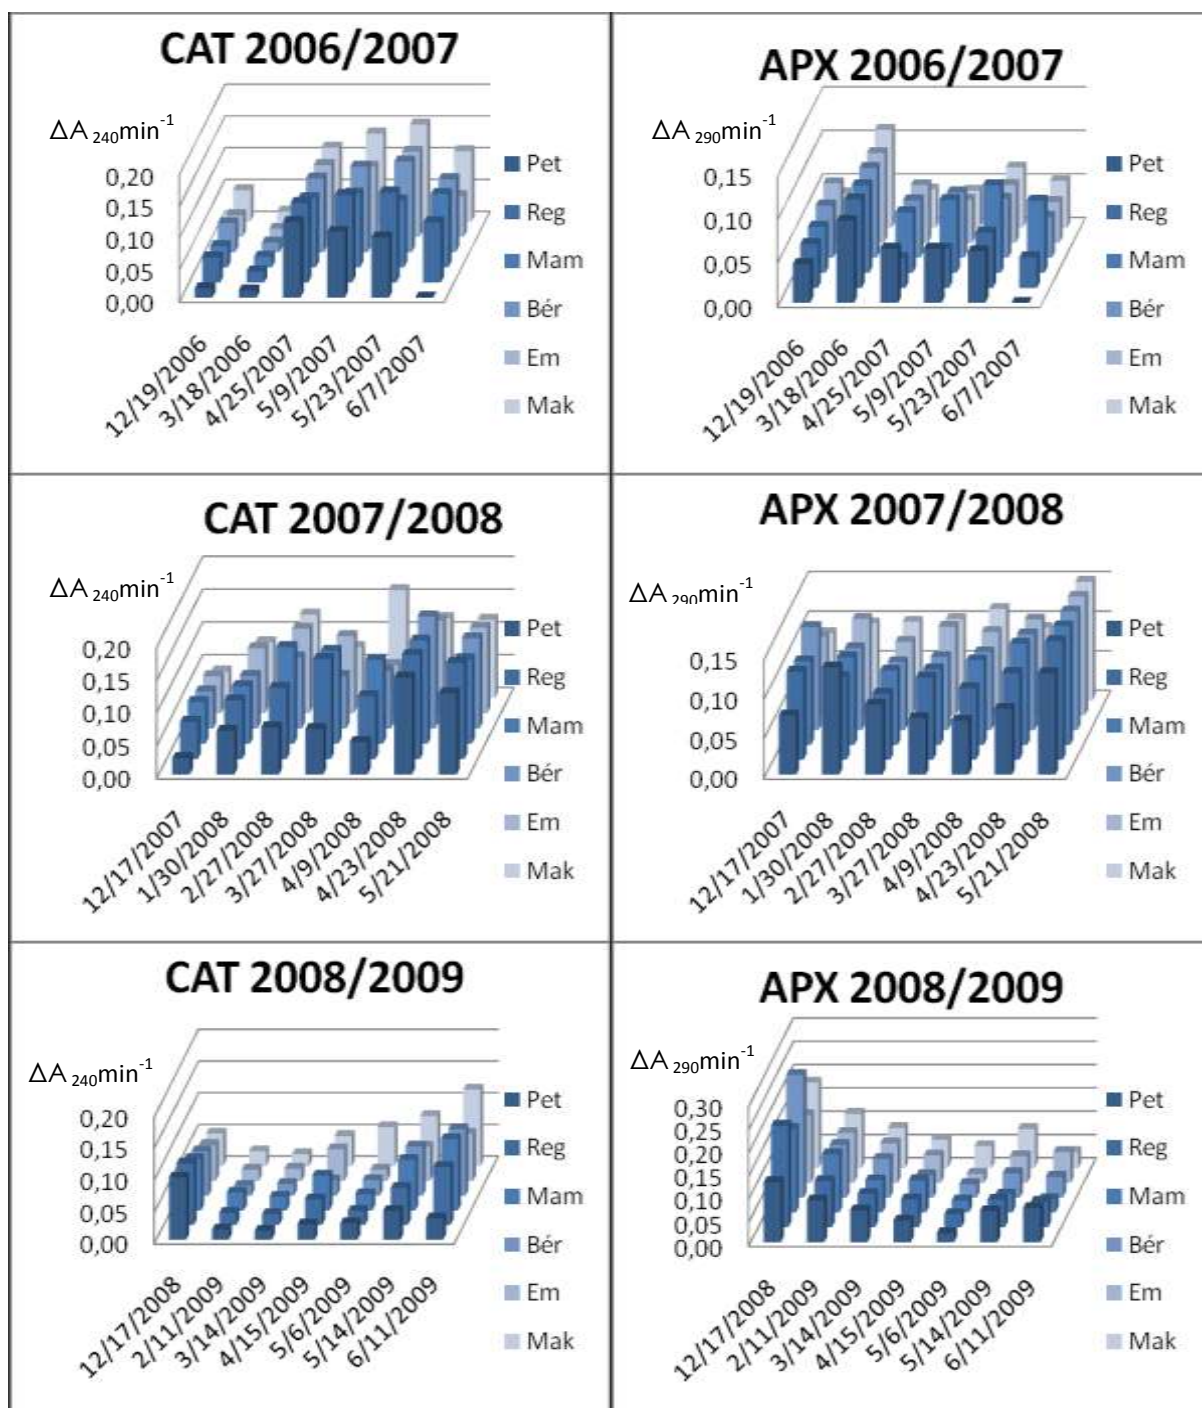 CAT 2006/2007
ΔA 240min-1
0,20
0,15
0,10
0,05
0,00
12/19/2006
3/18/2006
4/25/2007
5/9/2007
5/23/2007
6/7/2007
Pet
Reg
Mam
Bér
Em
Mak
APX 2006/2007
ΔA 290min-1
0,15
0,10
0,05
0,00
12/19/2006
3/18/2006
4/25/2007
5/9/2007
5/23/2007
6/7/2007
Pet
Reg
Mam
Bér
Em
Mak
CAT 2007/2008
ΔA 240min-1
0,20
0,15
0,10
0,05
0,00
12/17/2007
1/30/2008
2/27/2008
3/27/2008
4/9/2008
4/23/2008
5/21/2008
Pet
Reg
Mam
Bér
Em
Mak
APX 2007/2008
ΔA 290min-1
0,15
0,10
0,05
0,00
12/17/2007
1/30/2008
2/27/2008
3/27/2008
4/9/2008
4/23/2008
5/21/2008
Pet
Reg
Mam
Bér
Em
Mak
CAT 2008/2009
ΔA 240min-1
0,20
0,15
0,10
0,05
0,00
12/17/2008
2/11/2009
3/14/2009
4/15/2009
5/6/2009
5/14/2009
6/11/2009
Pet
Reg
Mam
Bér
Em
Mak
APX 2008/2009
ΔA 290min-1
0,30
0,25
0,20
0,15
0,10
0,05
0,00
12/17/2008
2/11/2009
3/14/2009
4/15/2009
5/6/2009
5/14/2009
6/11/2009
Pet
Reg
Mam
Bér
Em
Mak